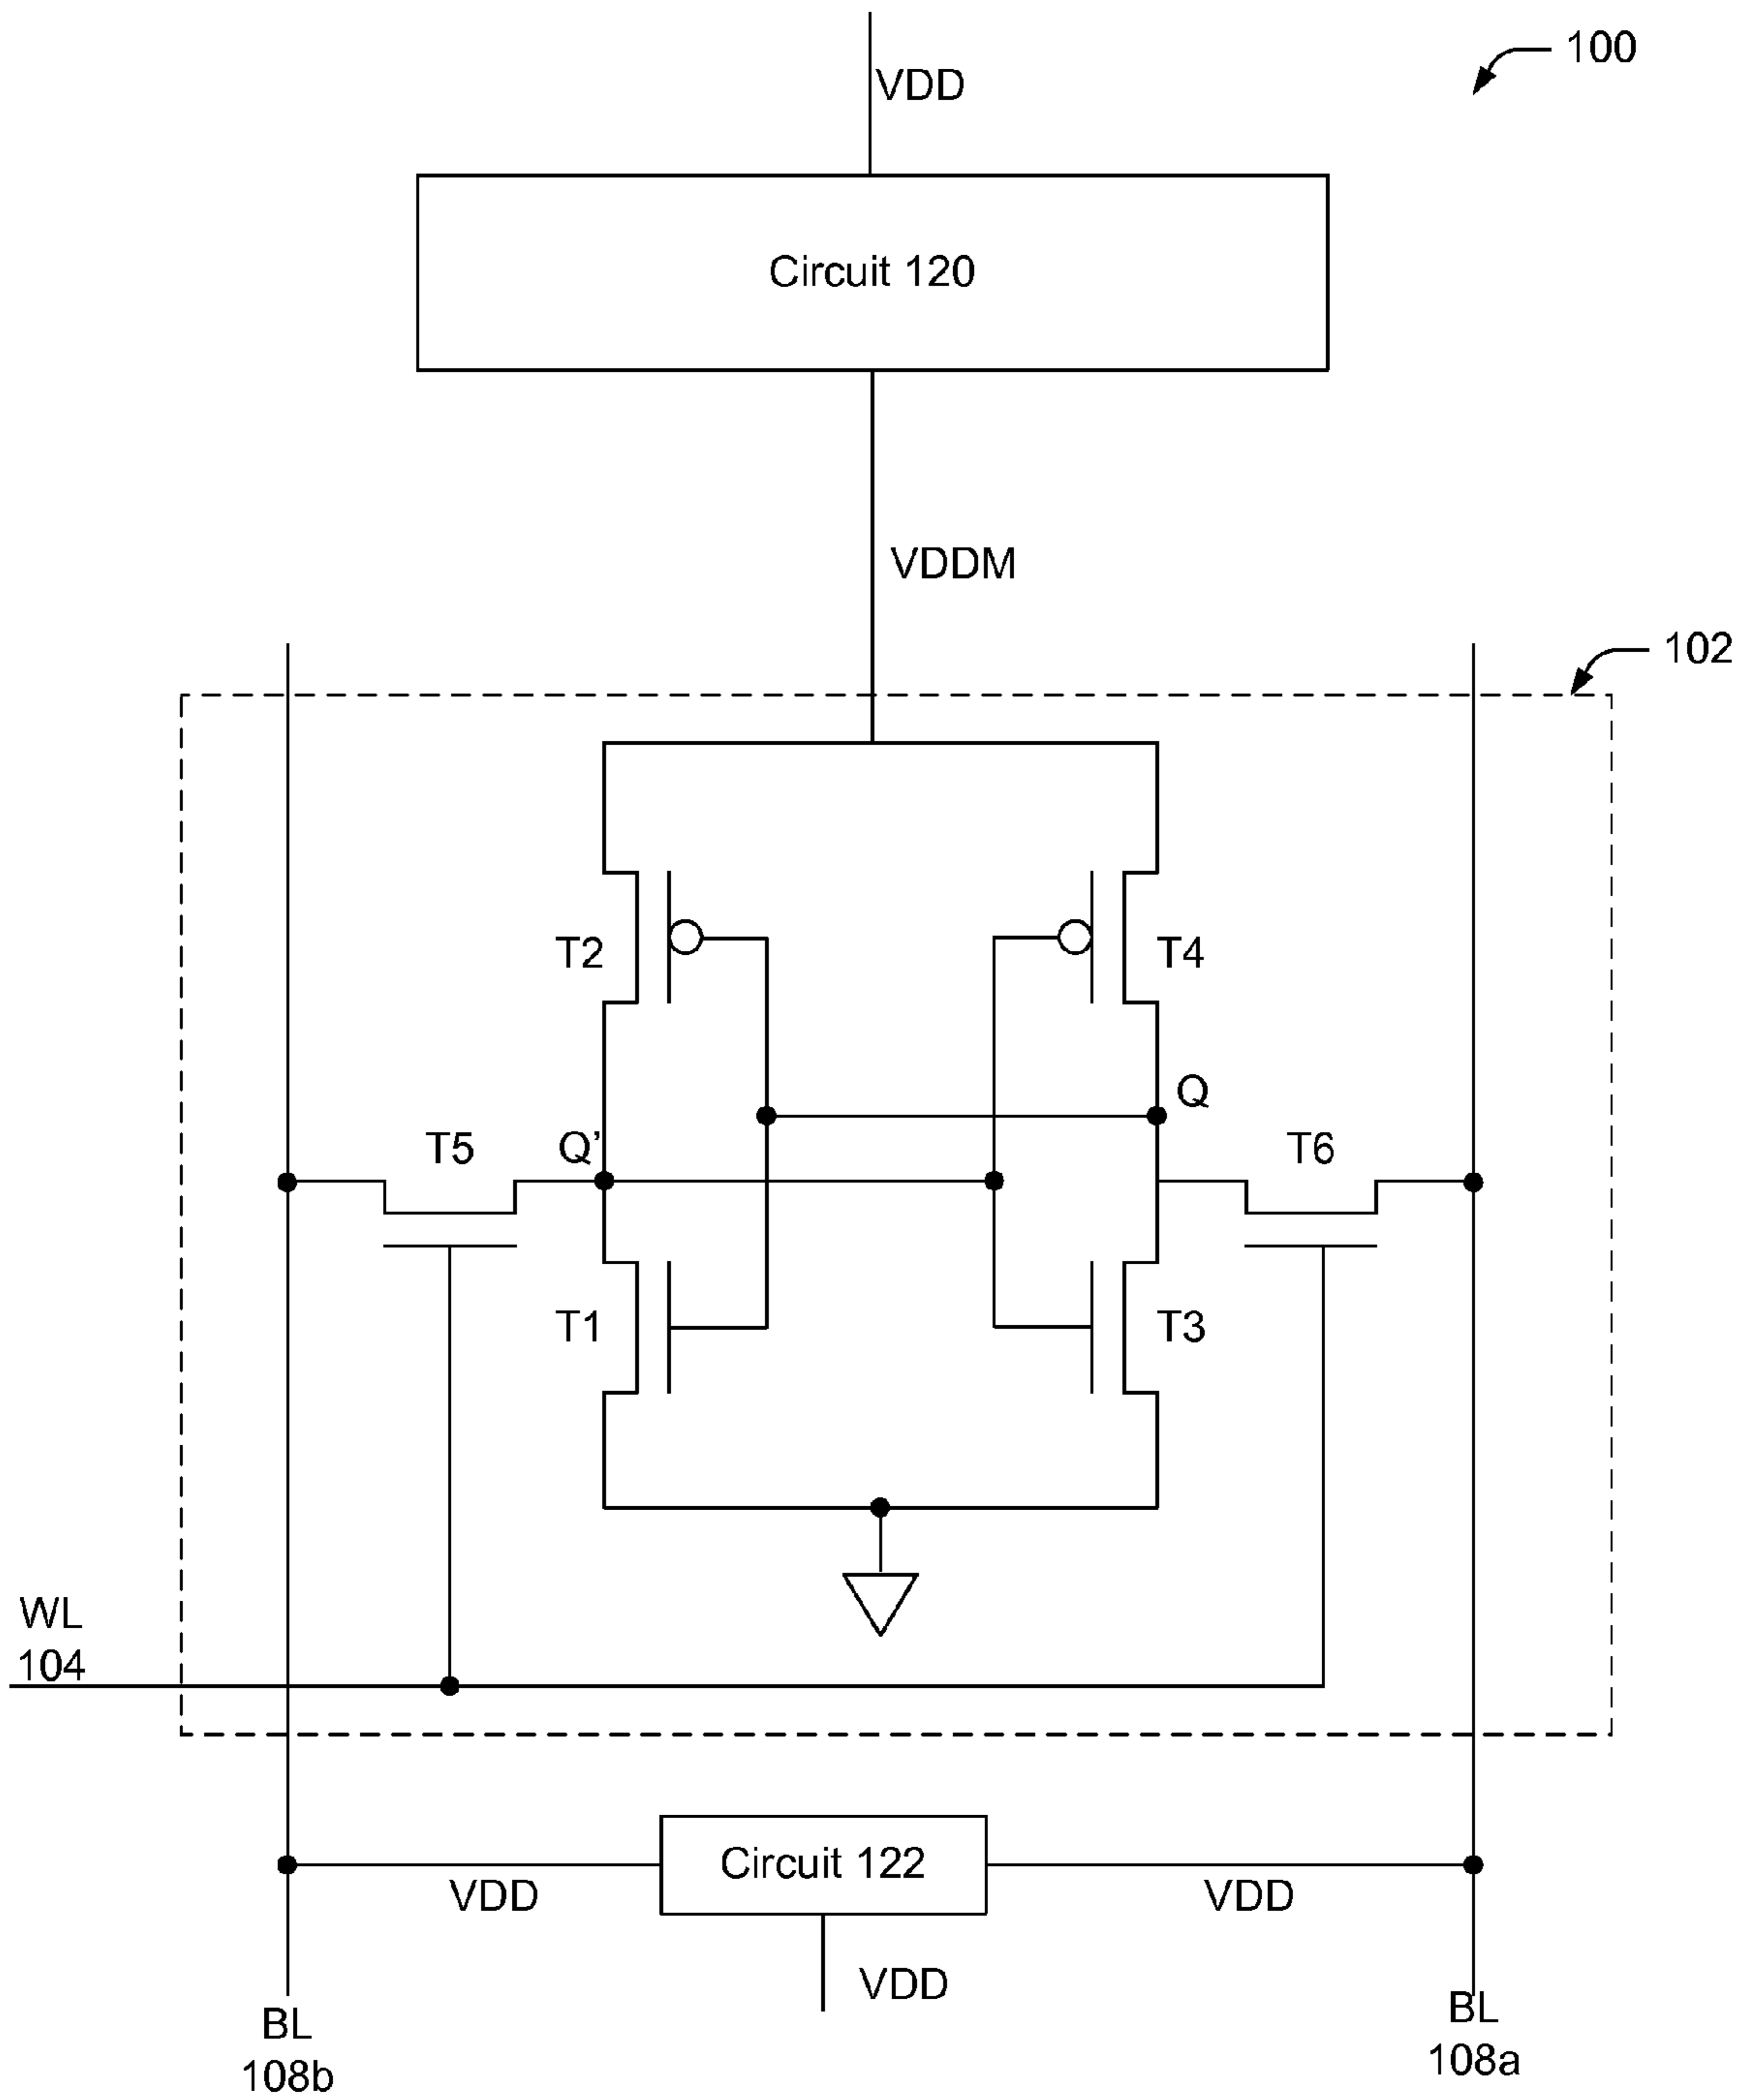 100
VDD
Circuit 120
VDDM
102
T2
T4
Q
T5
Q’
T6
T1
T3
WL
104
Circuit 122
VDD
VDD
VDD
BL
108b
BL
108a